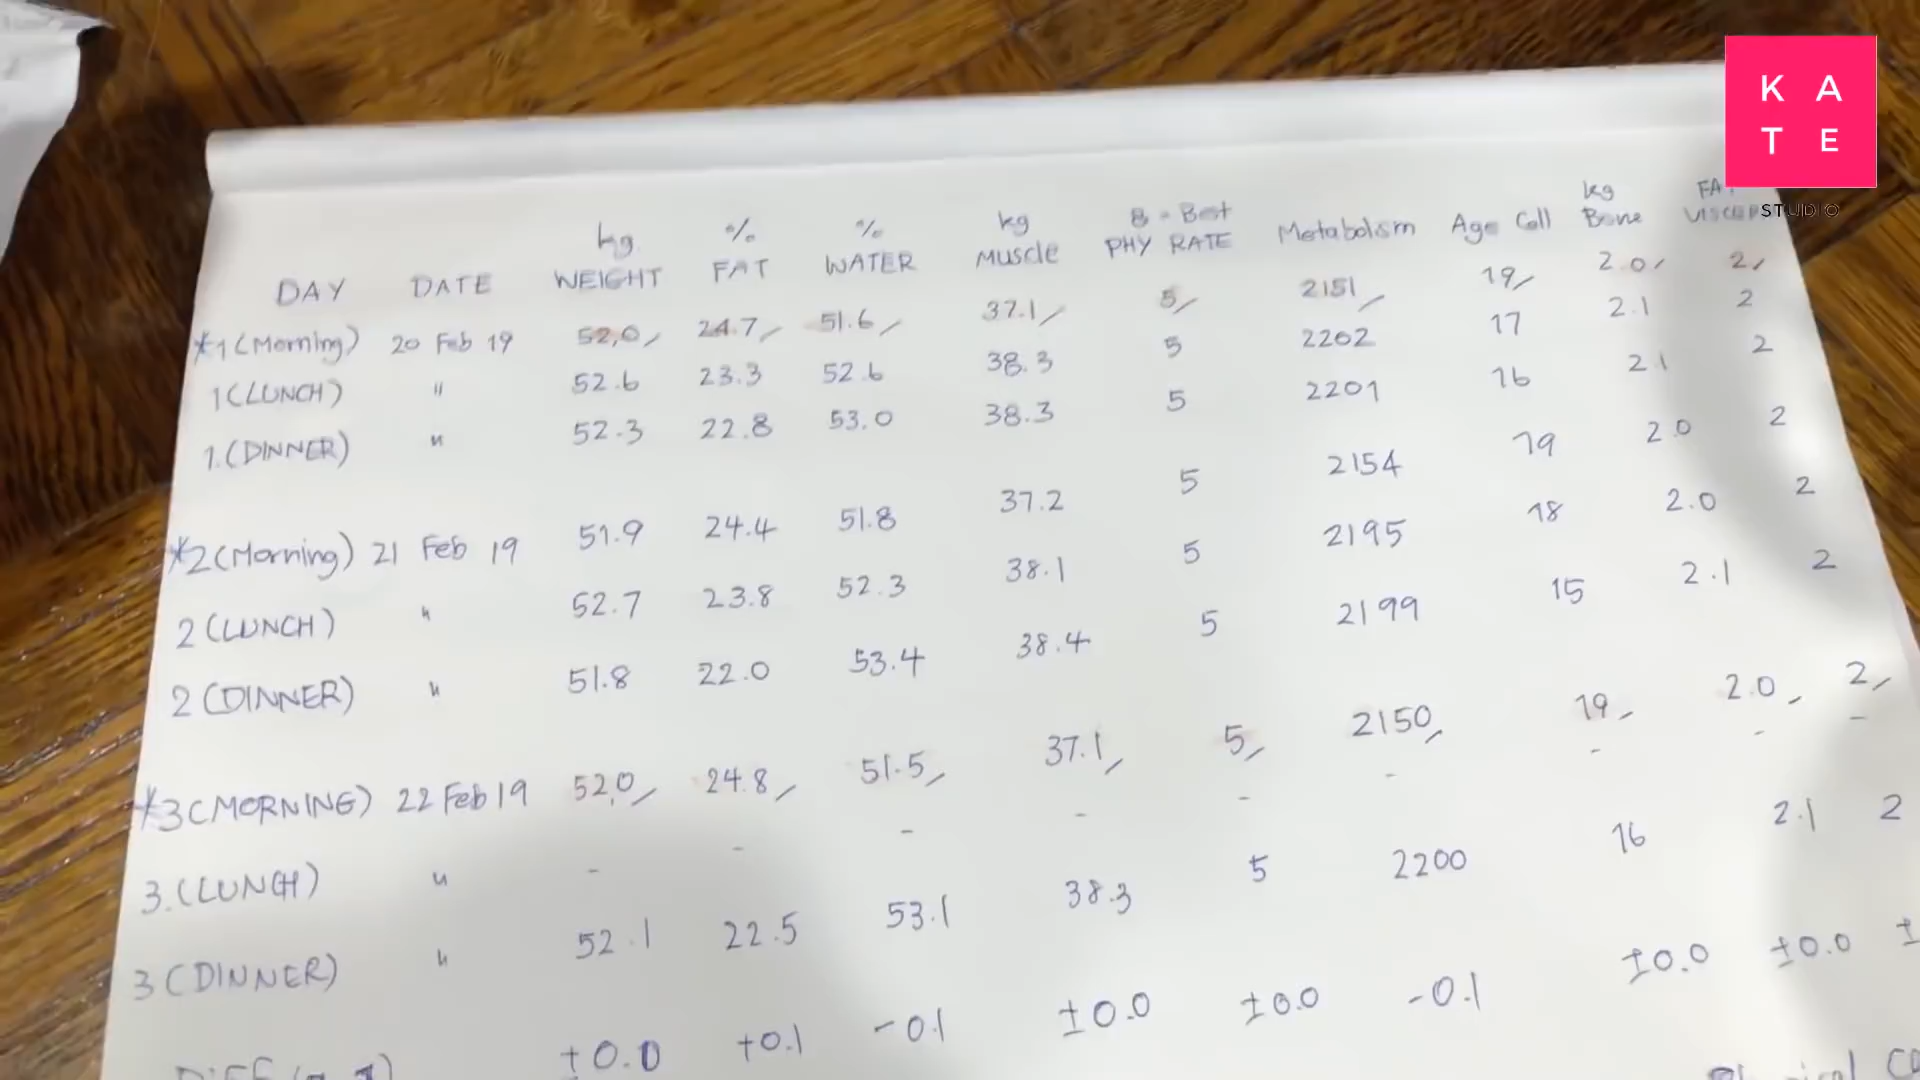 K A
T E
STUDIO
kg % % kg 8 = Best kg
DAY DATE WEIGHT FAT WATER Muscle PHY RATE Metabolism Age Cell Bone
*1 (Morning) 20 Feb 19 52.0 24.7 51.6 37.1 5 2151 19 2.0 2
1 (LUNCH) " 52.6 23.3 52.6 38.3 5 2202 17 2.1 2
1. (DINNER) " 52.3 22.8 53.0 38.3 5 2201 16 2.1 2
*2 (Morning) 21 Feb 19 51.9 24.4 51.8 37.2 5 2154 19 2.0 2
2 (LUNCH) " 52.7 23.8 52.3 38.1 5 2195 18 2.0 2
2 (DINNER) " 51.8 22.0 53.4 38.4 5 2199 15 2.1 2
*3 (MORNING) 22 Feb 19 52.0 24.8 51.5 37.1 5 2150 19 2.0 2
3. (LUNCH) " - - - - - - - - -
3 (DINNER) " 52.1 22.5 53.1 38.3 5 2200 16 2.1 2
±0.0 +0.1 -0.1 ±0.0 ±0.0 -0.1 ±0.0 ±0.0 ±